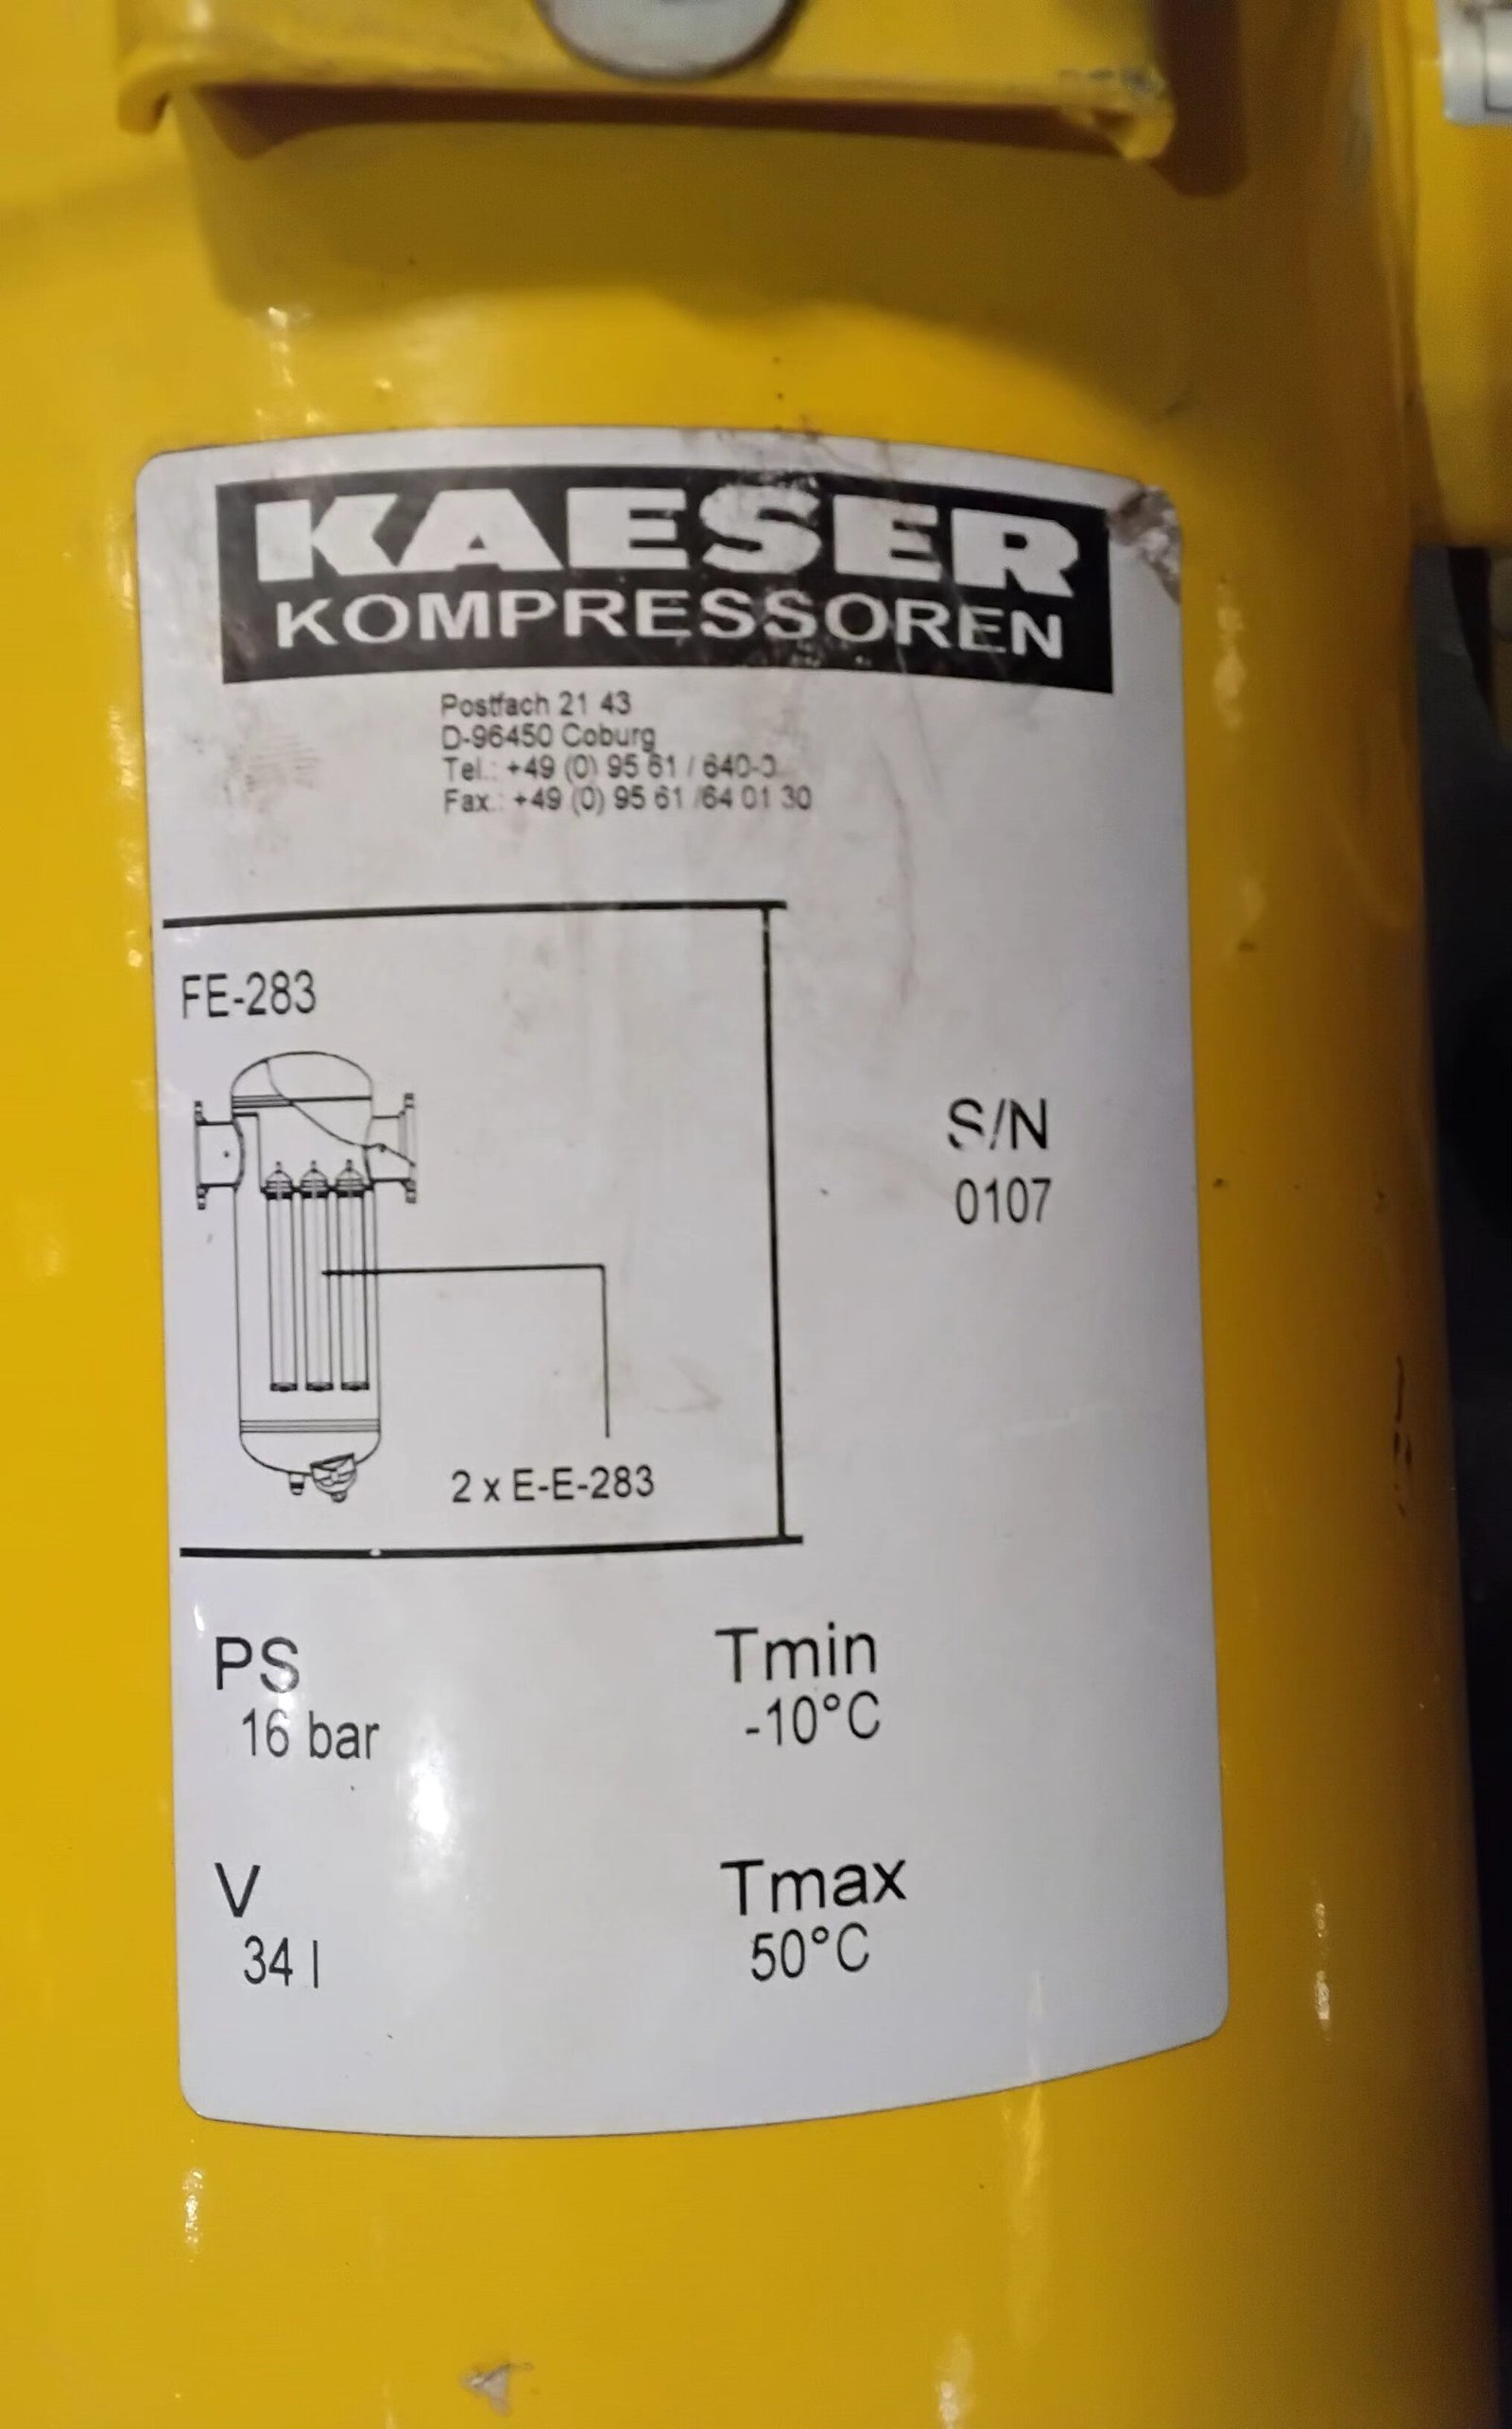 KAESER
KOMPRESSOREN
Postfach 21 43
D-96450 Coburg
Tel.: +49 (0) 95 61 / 640-0
Fax.: +49 (0) 95 61 /64 01 30
FE-283
S/N
0107
2 x E-E-283
PS
16 bar
Tmin
-10°C
V
34 l
Tmax
50°C